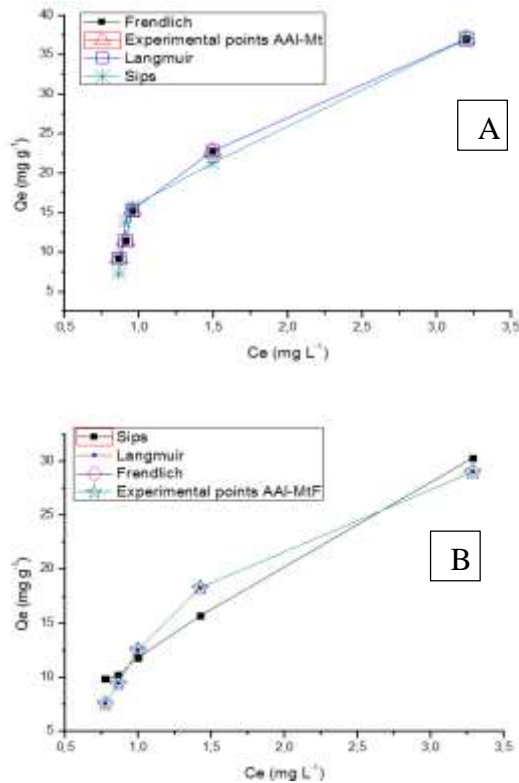 Frendlich
Experimental points AAl-Mt
Langmuir
Sips
A
40
35
30
25
20
15
10
5
Qe (mg g⁻¹)
0,5 1,0 1,5 2,0 2,5 3,0 3,5
Ce (mg L⁻¹)
Sips
Langmuir
Frendlich
Experimental points AAl-MtF
B
30
25
20
15
10
5
Qe (mg g⁻¹)
0,5 1,0 1,5 2,0 2,5 3,0 3,5
Ce (mg L⁻¹)